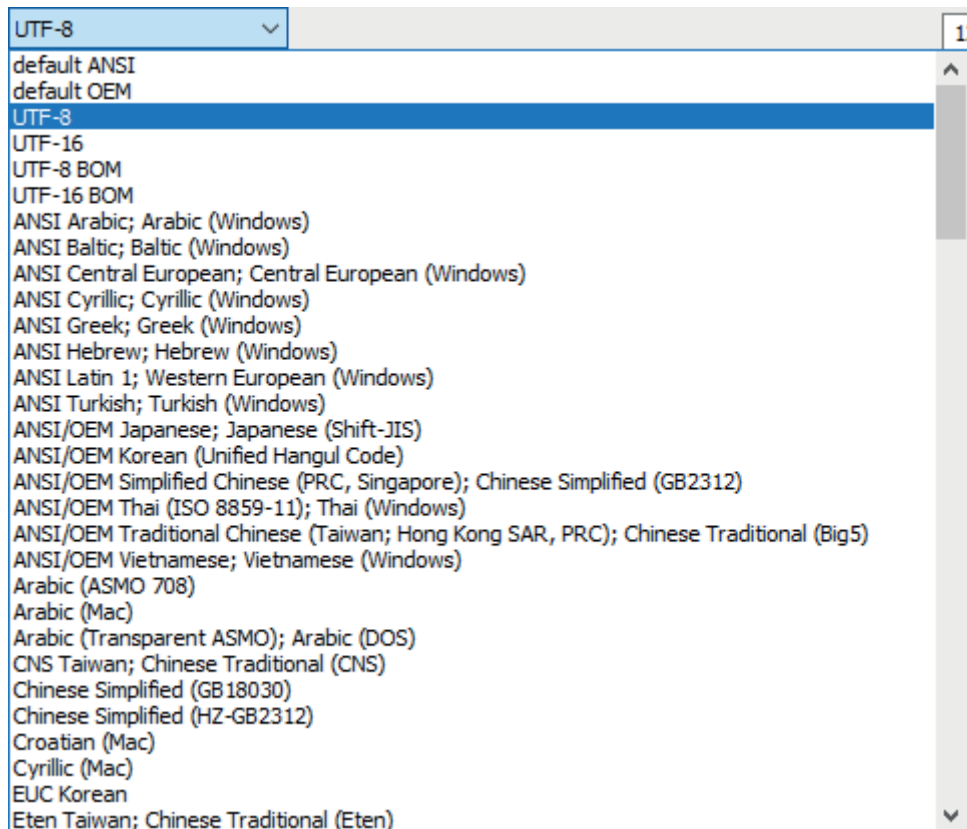 UTF-8
default ANSI
default OEM
UTF-8
UTF-16
UTF-8 BOM
UTF-16 BOM
ANSI Arabic; Arabic (Windows)
ANSI Baltic; Baltic (Windows)
ANSI Central European; Central European (Windows)
ANSI Cyrillic; Cyrillic (Windows)
ANSI Greek; Greek (Windows)
ANSI Hebrew; Hebrew (Windows)
ANSI Latin 1; Western European (Windows)
ANSI Turkish; Turkish (Windows)
ANSI/OEM Japanese; Japanese (Shift-JIS)
ANSI/OEM Korean (Unified Hangul Code)
ANSI/OEM Simplified Chinese (PRC, Singapore); Chinese Simplified (GB2312)
ANSI/OEM Thai (ISO 8859-11); Thai (Windows)
ANSI/OEM Traditional Chinese (Taiwan; Hong Kong SAR, PRC); Chinese Traditional (Big5)
ANSI/OEM Vietnamese; Vietnamese (Windows)
Arabic (ASMO 708)
Arabic (Mac)
Arabic (Transparent ASMO); Arabic (DOS)
CNS Taiwan; Chinese Traditional (CNS)
Chinese Simplified (GB18030)
Chinese Simplified (HZ-GB2312)
Croatian (Mac)
Cyrillic (Mac)
EUC Korean
Eten Taiwan; Chinese Traditional (Eten)